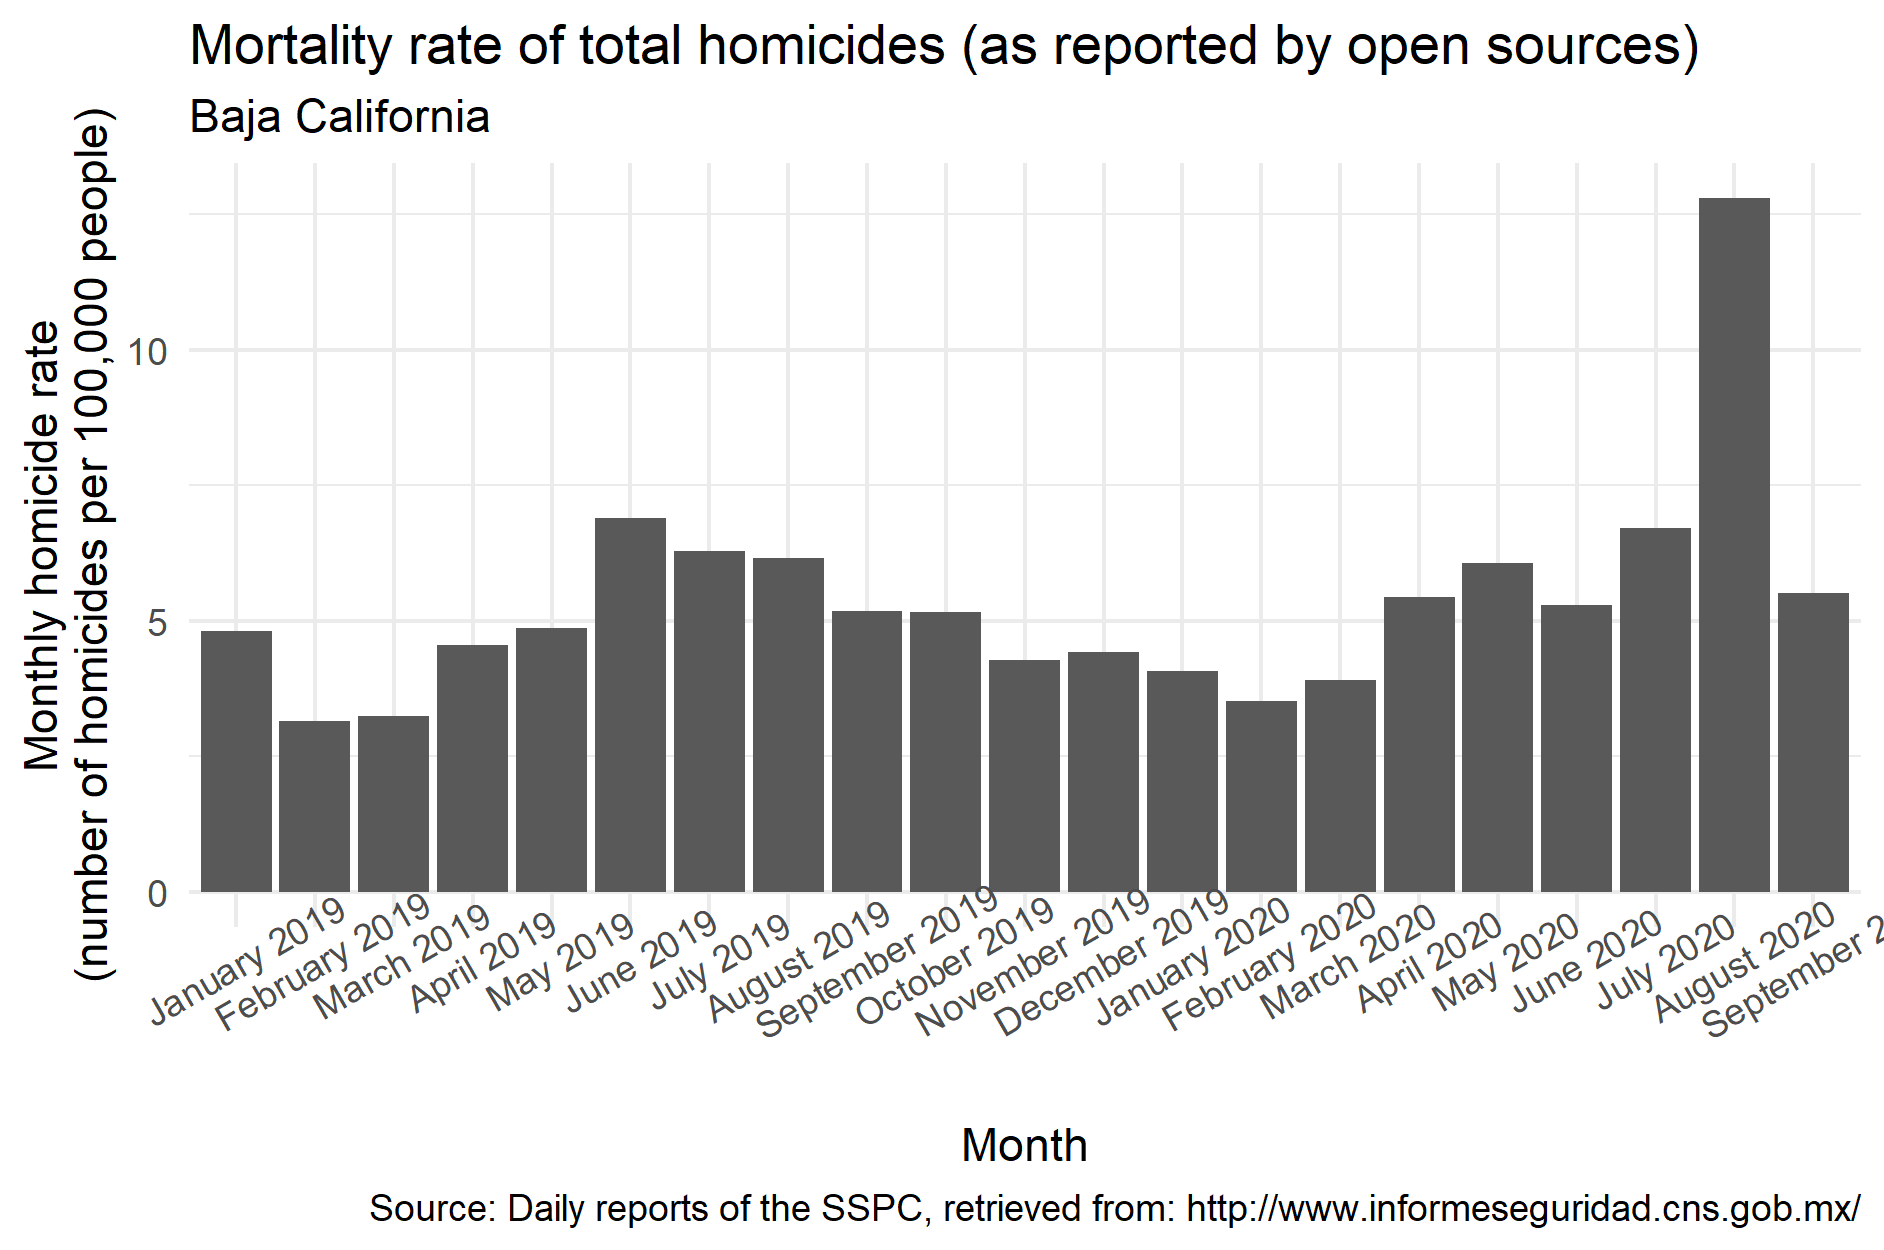 Mortality rate of total homicides (as reported by open sources)
Baja California
Monthly homicide rate
(number of homicides per 100,000 people)
10
5
0
January 2019
February 2019
March 2019
April 2019
May 2019
June 2019
July 2019
August 2019
September 2019
October 2019
November 2019
December 2019
January 2020
February 2020
March 2020
April 2020
May 2020
June 2020
July 2020
August 2020
September 2
Month
Source: Daily reports of the SSPC, retrieved from: http://www.informeseguridad.cns.gob.mx/